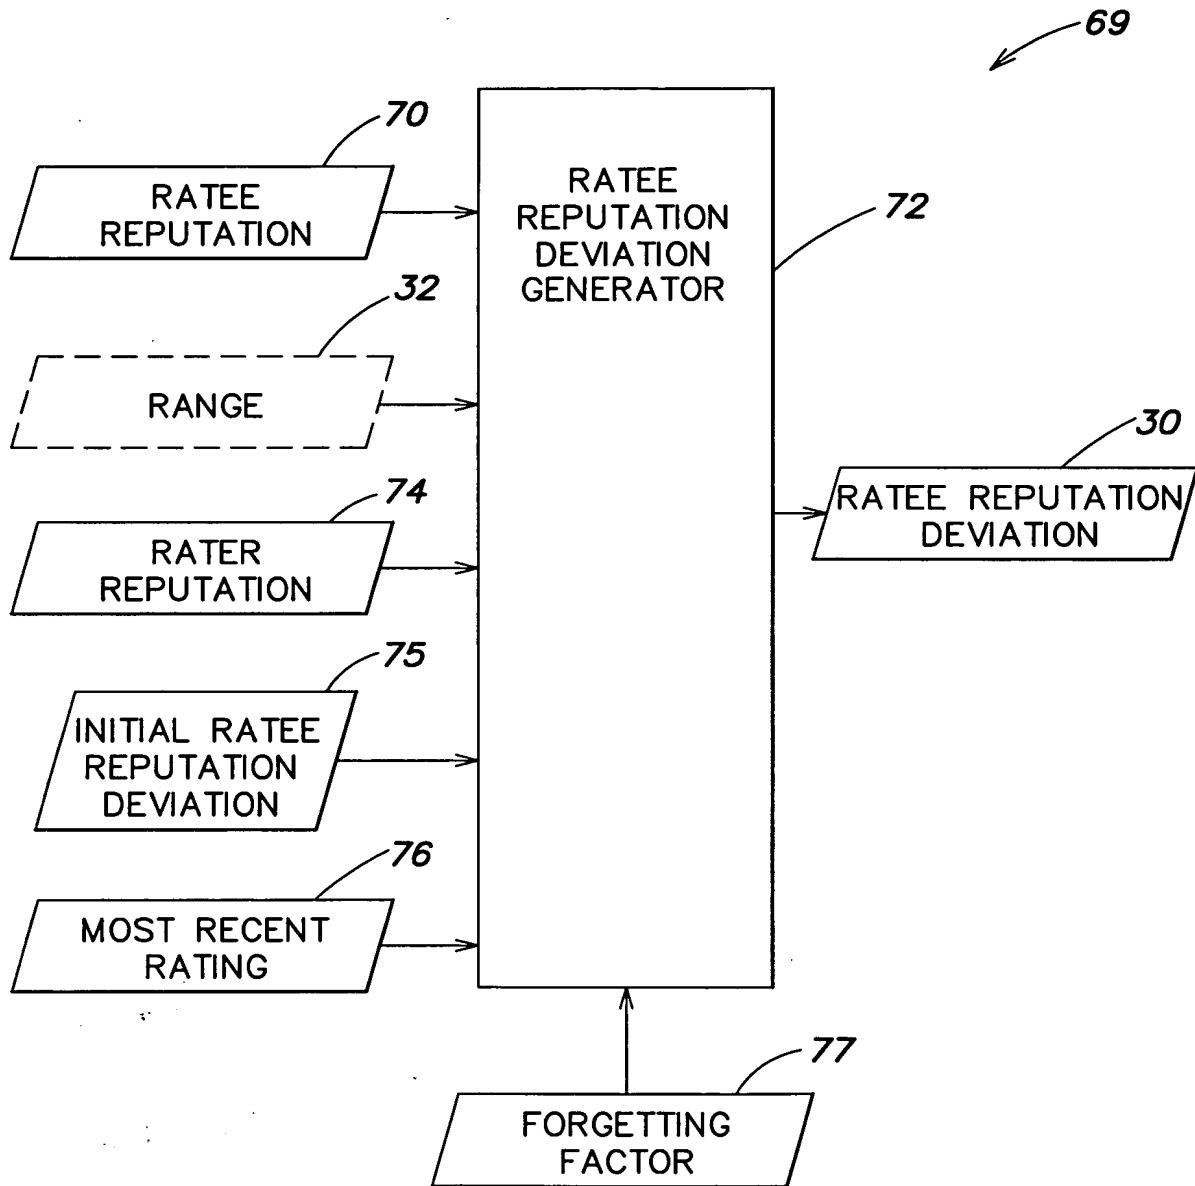 69
70
RATEE
REPUTATION
RATEE
REPUTATION
DEVIATION
GENERATOR
72
32
RANGE
30
RATEE REPUTATION
DEVIATION
74
RATER
REPUTATION
75
INITIAL RATEE
REPUTATION
DEVIATION
76
MOST RECENT
RATING
77
FORGETTING
FACTOR